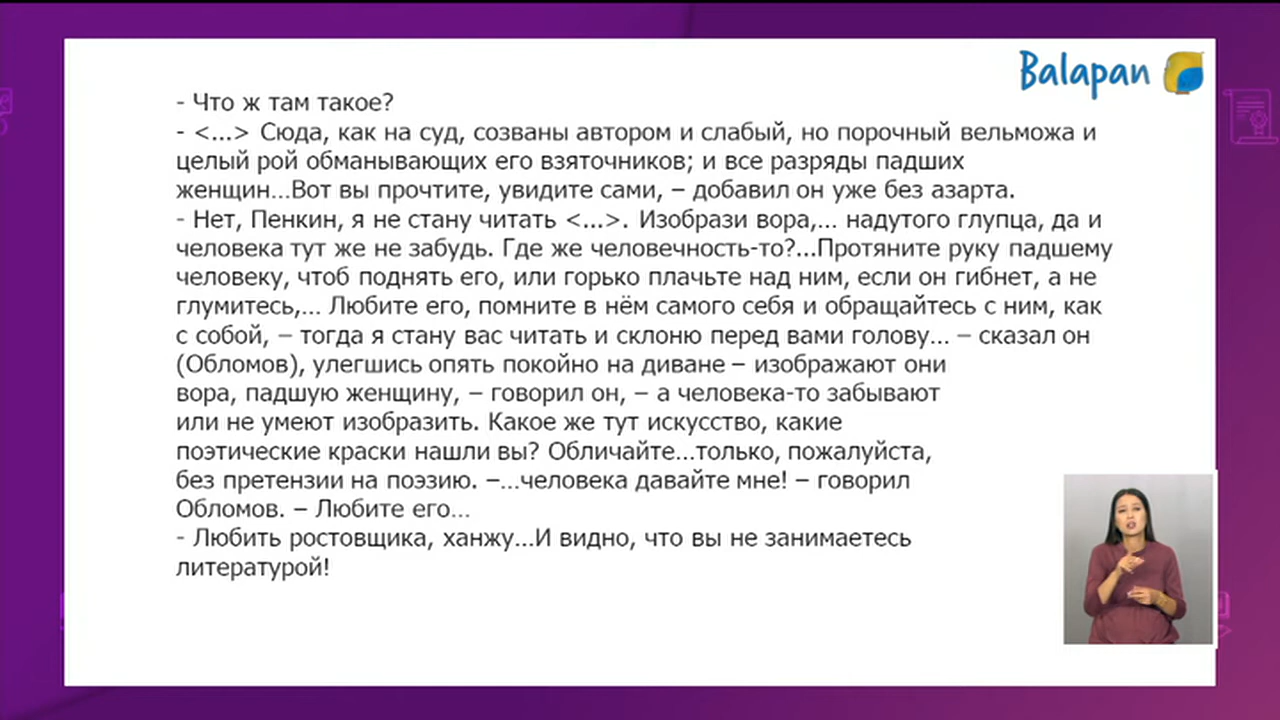 Balapan
- Что ж там такое?
- <...> Сюда, как на суд, созваны автором и слабый, но порочный вельможа и
целый рой обманывающих его взяточников; и все разряды падших
женщин...Вот вы прочтите, увидите сами, – добавил он уже без азарта.
- Нет, Пенкин, я не стану читать <...>. Изобрази вора,... надутого глупца, да и
человека тут же не забудь. Где же человечность-то?...Протяните руку падшему
человеку, чтоб поднять его, или горько плачьте над ним, если он гибнет, а не
глумитесь,... Любите его, помните в нём самого себя и обращайтесь с ним, как
с собой, – тогда я стану вас читать и склоню перед вами голову... – сказал он
(Обломов), улегшись опять покойно на диване – изображают они
вора, падшую женщину, – говорил он, – а человека-то забывают
или не умеют изобразить. Какое же тут искусство, какие
поэтические краски нашли вы? Обличайте...только, пожалуйста,
без претензии на поэзию. –...человека давайте мне! – говорил
Обломов. – Любите его...
- Любить ростовщика, ханжу...И видно, что вы не занимаетесь
литературой!